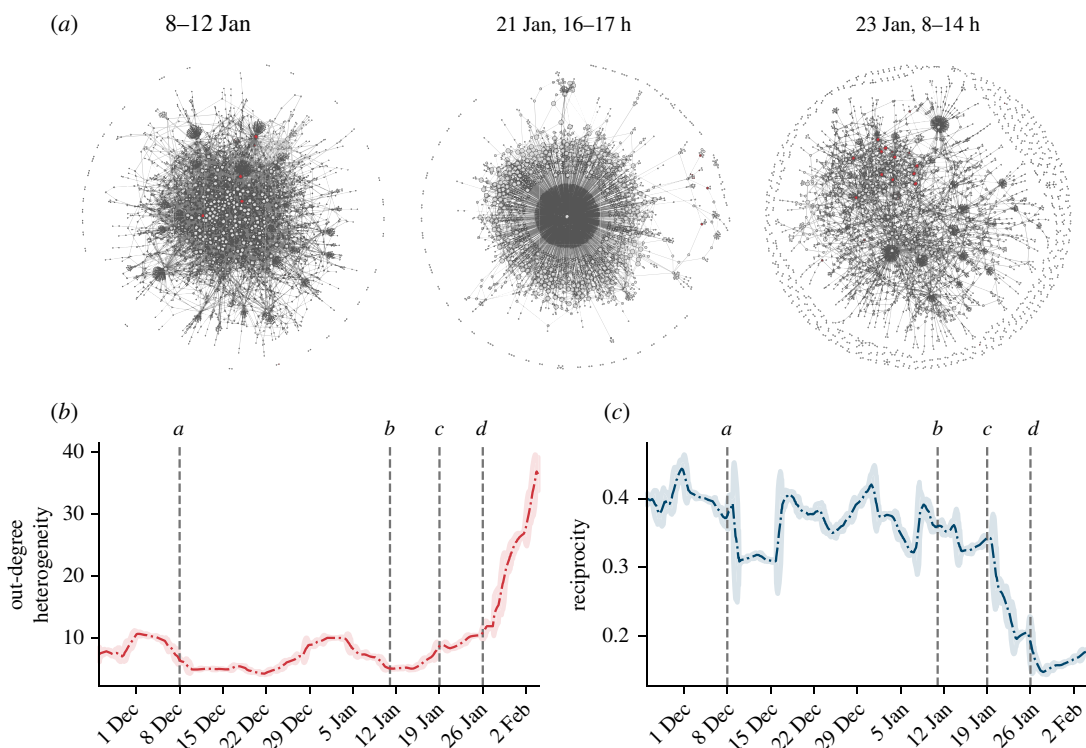 (a)
8–12 Jan
21 Jan, 16–17 h
23 Jan, 8–14 h
(b)
a
b
c
d
40
30
20
10
out-degree
heterogeneity
1 Dec
8 Dec
15 Dec
22 Dec
29 Dec
5 Jan
12 Jan
19 Jan
26 Jan
2 Feb
(c)
a
b
c
d
0.4
0.3
0.2
reciprocity
1 Dec
8 Dec
15 Dec
22 Dec
29 Dec
5 Jan
12 Jan
19 Jan
26 Jan
2 Feb